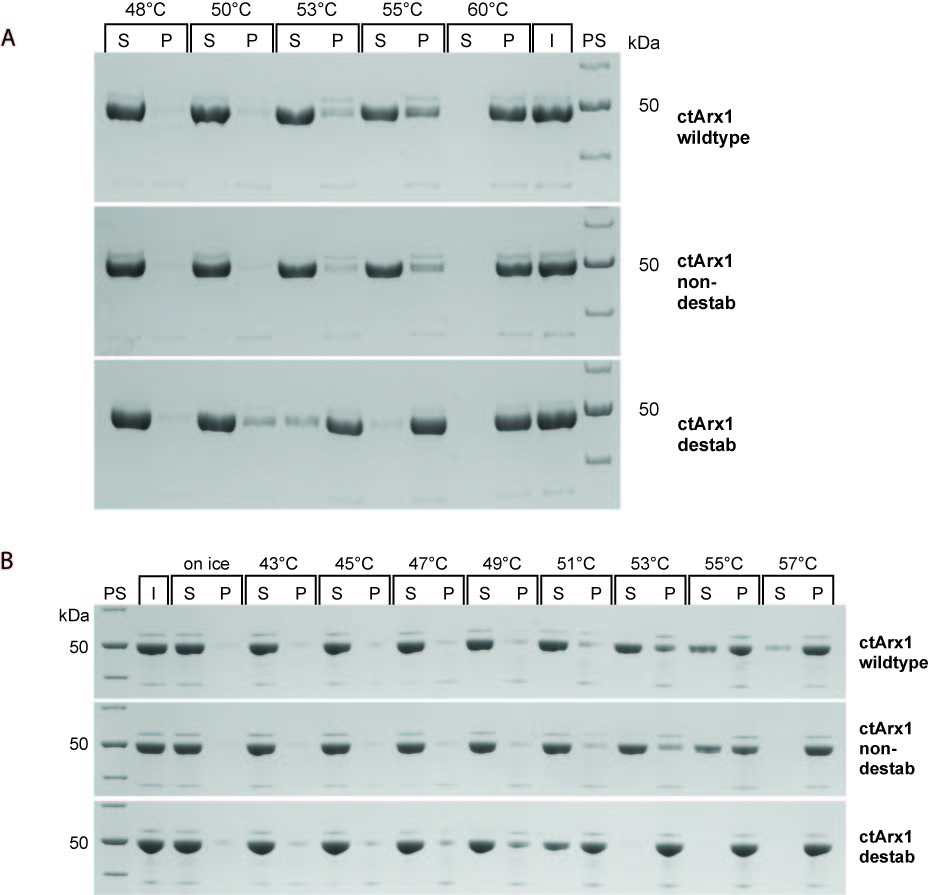 A
48°C 50°C 53°C 55°C 60°C
S P S P S P S P S P I PS kDa
50
ctArx1
wildtype
50
ctArx1
non-
destab
50
ctArx1
destab
B
on ice 43°C 45°C 47°C 49°C 51°C 53°C 55°C 57°C
PS I S P S P S P S P S P S P S P S P S P
kDa
50
ctArx1
wildtype
50
ctArx1
non-
destab
50
ctArx1
destab